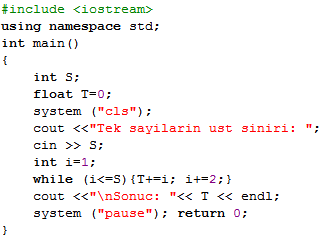 #include <iostream>
using namespace std;
int main()
{
int S;
float T=0;
system ("cls");
cout <<"Tek sayilarin ust siniri: ";
cin >> S;
int i=1;
while (i<=S){T+=i; i+=2;}
cout <<"\nSonuc: "<< T << endl;
system ("pause"); return 0;
}